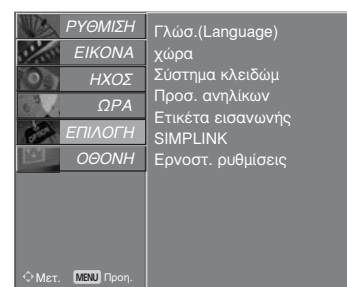 ΡΥΘΜΙΣΗ
ΕΙΚΟΝΑ
ΗΧΟΣ
ΩΡΑ
ΕΠΙΛΟΓΗ
ΟΘΟΝΗ
Μετ. MENU Προη.
Γλώσ.(Language)
χώρα
Σύστημα κλειδώμ
Προσ. ανηλίκων
Ετικέτα εισανωνής
SIMPLINK
Ερνοστ. ρυθμίσεις